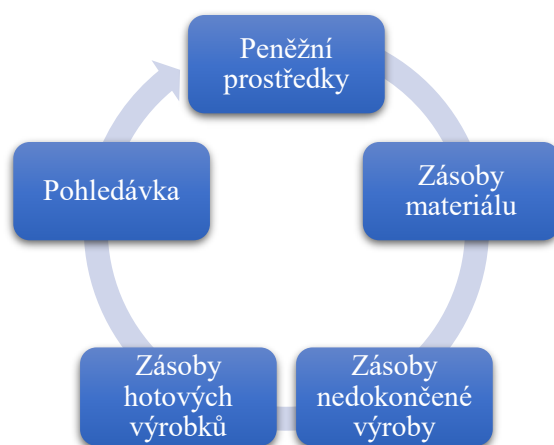 Peněžní
prostředky
Zásoby
materiálu
Zásoby
nedokončené
výroby
Zásoby
hotových
výrobků
Pohledávka